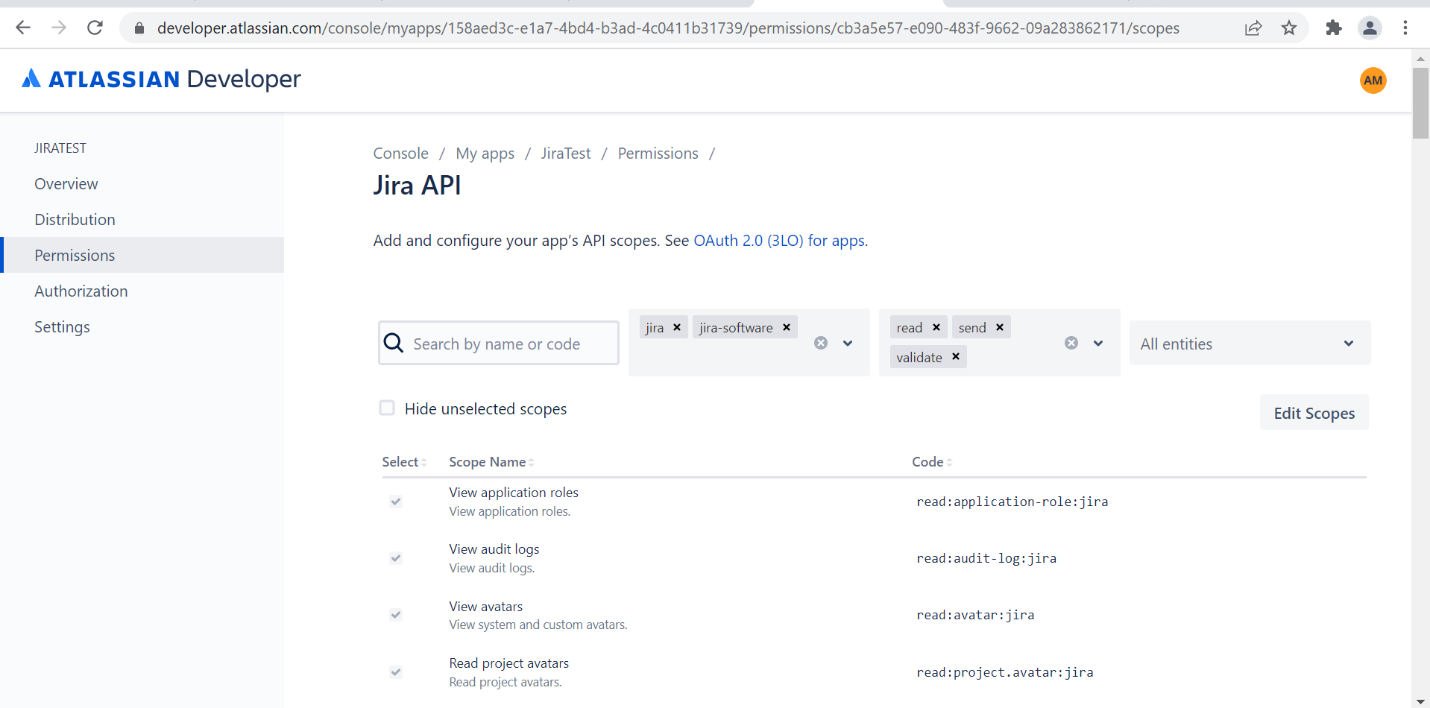 developer.atlassian.com/console/myapps/158aed3c-e1a7-4bd4-b3ad-4c0411b31739/permissions/cb3a5e57-e090-483f-9662-09a283862171/scopes
ATLASSIAN Developer
AM
JIRATEST
Overview
Distribution
Permissions
Authorization
Settings
Console / My apps / JiraTest / Permissions /
Jira API
Add and configure your app's API scopes. See OAuth 2.0 (3LO) for apps.
Search by name or code
jira × jira-software ×
read × send ×
validate ×
All entities
Hide unselected scopes
Edit Scopes
Select Scope Name Code
View application roles
View application roles.
read:application-role:jira
View audit logs
View audit logs.
read:audit-log:jira
View avatars
View system and custom avatars.
read:avatar:jira
Read project avatars
Read project avatars.
read:project.avatar:jira